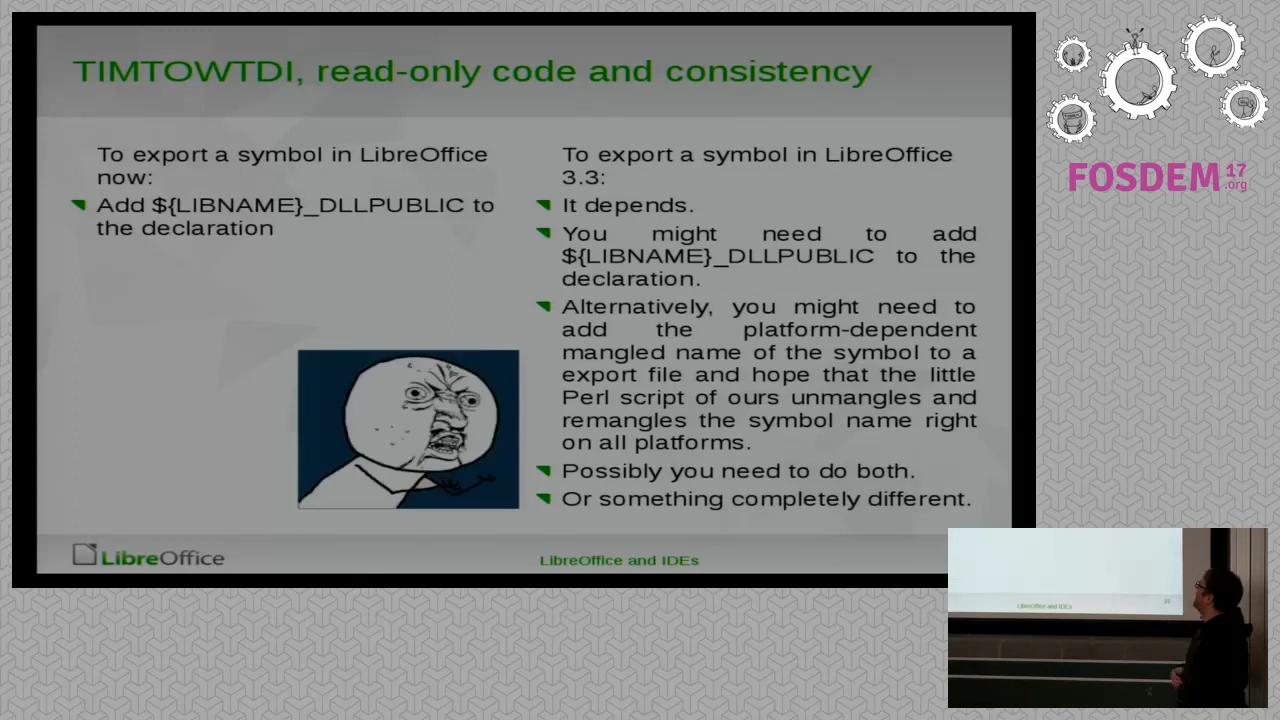 TIMTOWTDI, read-only code and consistency
To export a symbol in LibreOffice
now:
Add ${LIBNAME}_DLLPUBLIC to
the declaration
To export a symbol in LibreOffice
3.3:
It depends.
You might need to add
${LIBNAME}_DLLPUBLIC to the
declaration.
Alternatively, you might need to
add the platform-dependent
mangled name of the symbol to a
export file and hope that the little
Perl script of ours unmangles and
remangles the symbol name right
on all platforms.
Possibly you need to do both.
Or something completely different.
LibreOffice
LibreOffice and IDEs
FOSDEM 17
.org
LibreOffice and IDEs